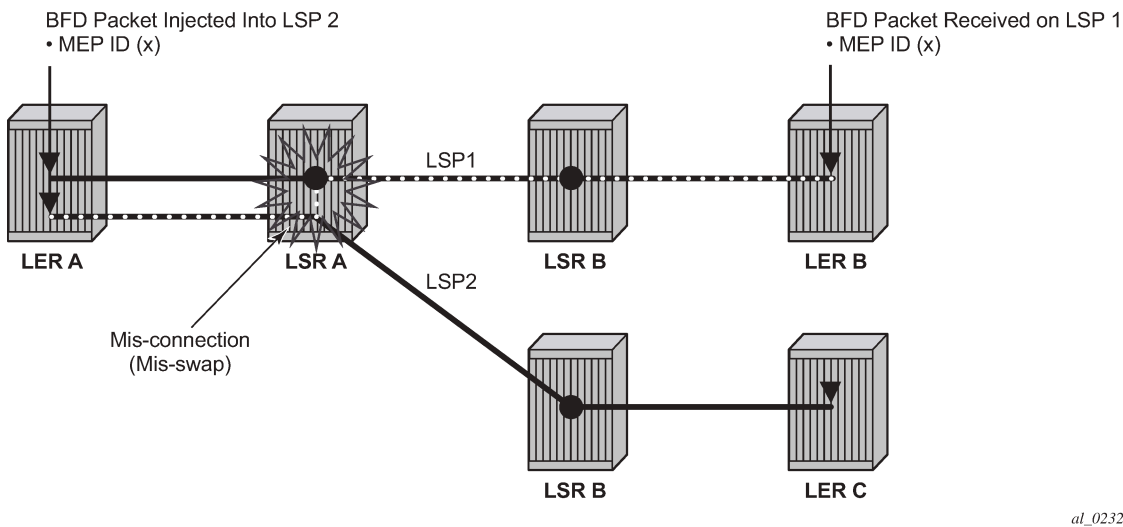 BFD Packet Injected Into LSP 2
• MEP ID (x)
BFD Packet Received on LSP 1
• MEP ID (x)
LSP1
LER A
LSR A
LSR B
LER B
LSP2
Mis-connection
(Mis-swap)
LSR B
LER C
al_0232